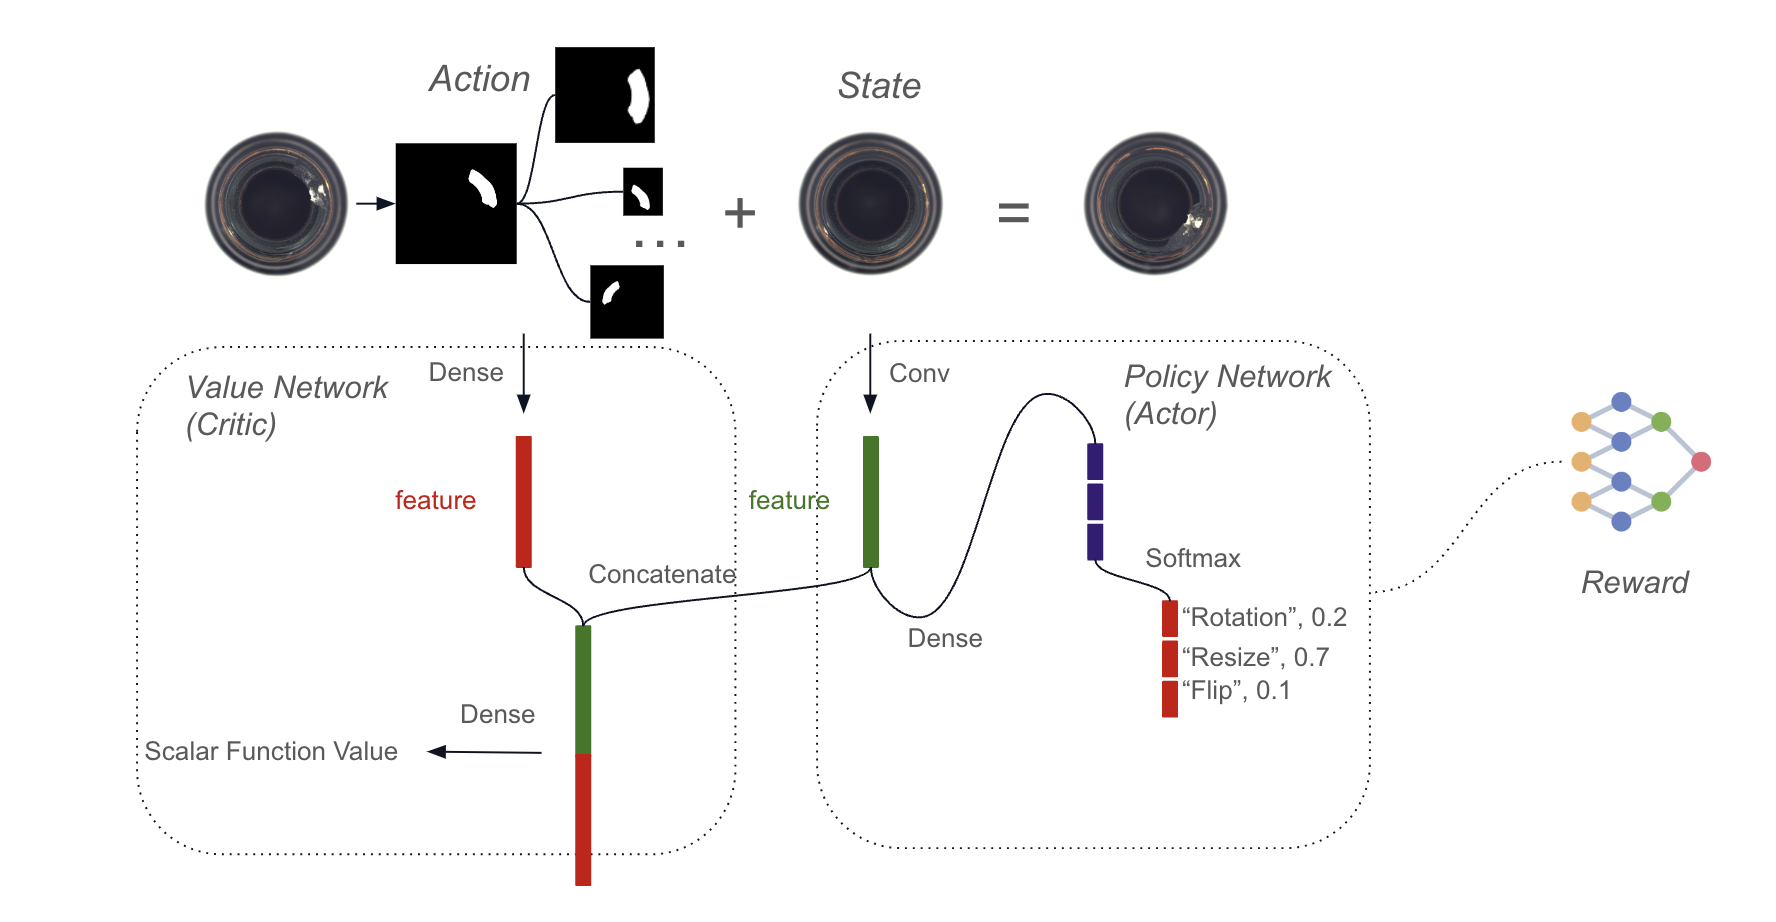 Action
State
+
=
...
Value Network
(Critic)
Dense
Conv
Policy Network
(Actor)
feature
feature
Concatenate
Softmax
Reward
Dense
“Rotation”, 0.2
“Resize”, 0.7
“Flip”, 0.1
Dense
Scalar Function Value